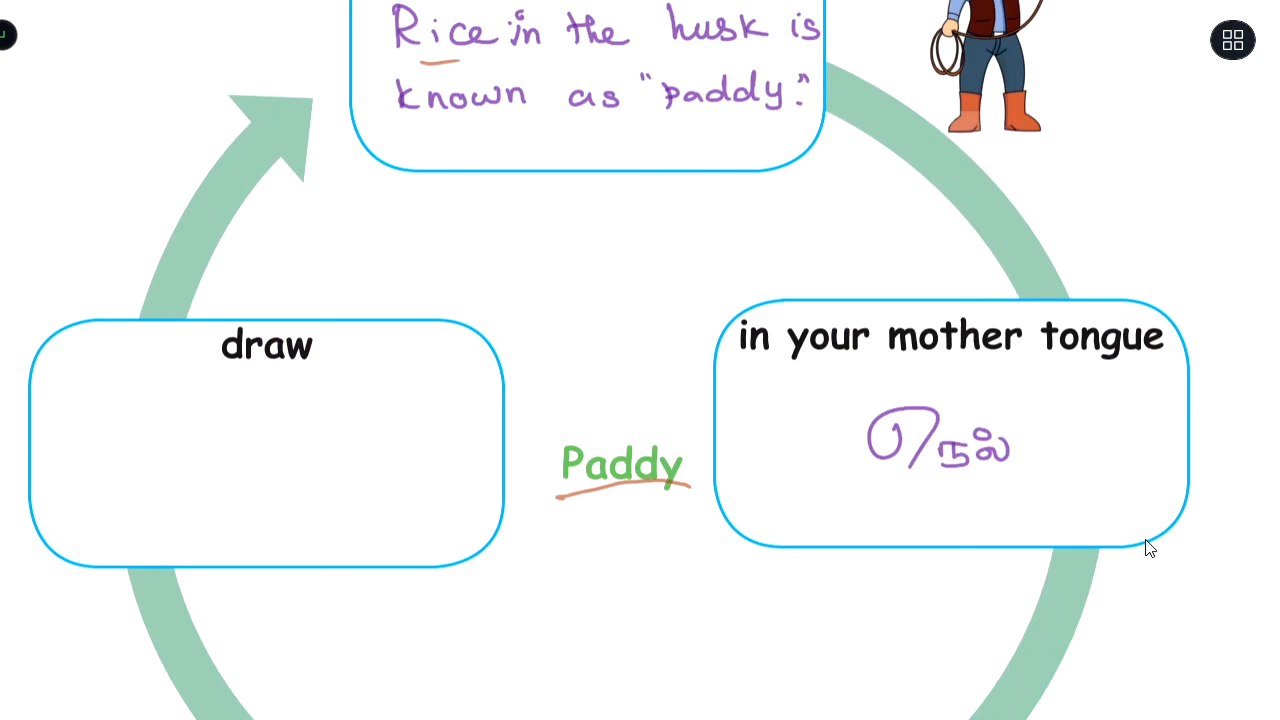 Rice in the husk is
known as "paddy."
in your mother tongue
draw
நெல்
Paddy